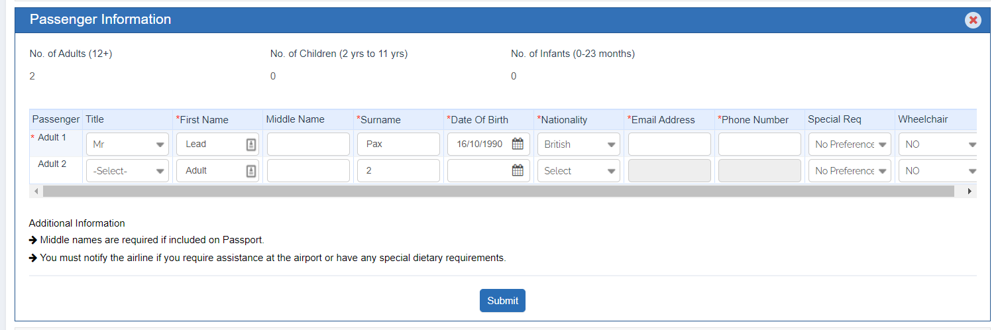 Passenger Information
No. of Adults (12+) No. of Children (2 yrs to 11 yrs) No. of Infants (0-23 months)
2 0 0
Passenger Title *First Name Middle Name *Surname *Date Of Birth *Nationality *Email Address *Phone Number Special Req Wheelchair
* Adult 1 Mr Lead Pax 16/10/1990 British No Preference NO
Adult 2 -Select- Adult 2 Select No Preference NO
Additional Information
→ Middle names are required if included on Passport.
→ You must notify the airline if you require assistance at the airport or have any special dietary requirements.
Submit